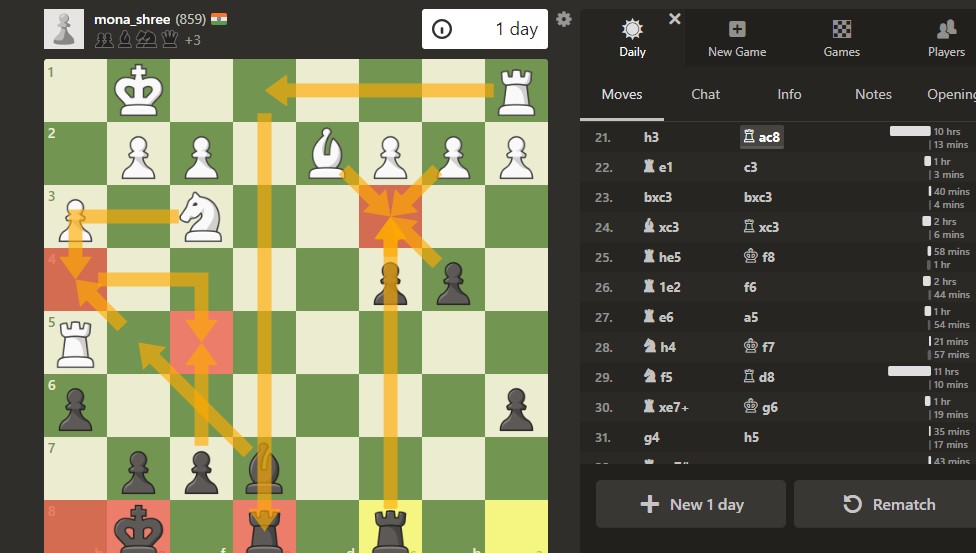 mona_shree (859)
+3
1 day
Daily
New Game
Games
Players
Moves
Chat
Info
Notes
Opening
21. h3 ac8 10 hrs
13 mins
22. e1 c3 1 hr
3 mins
23. bxc3 bxc3 40 mins
4 mins
24. xc3 xc3 2 hrs
6 mins
25. he5 f8 58 mins
1 hr
26. 1e2 f6 2 hrs
44 mins
27. e6 a5 1 hr
54 mins
28. h4 f7 21 mins
57 mins
29. f5 d8 11 hrs
10 mins
30. xe7+ g6 1 hr
19 mins
31. g4 h5 35 mins
17 mins
43 mins
New 1 day
Rematch
1
2
3
4
5
6
7
8